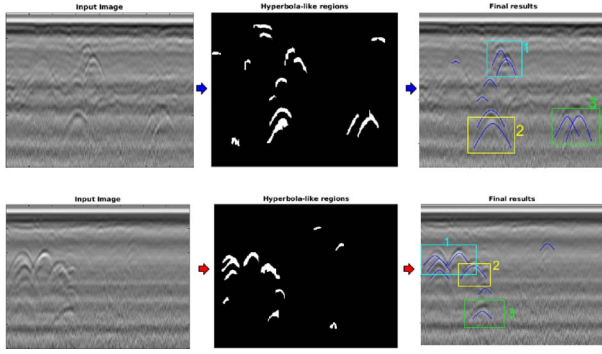 Input Image
Hyperbola-like regions
Final results
1
3
2
Input Image
Hyperbola-like regions
Final results
1
2